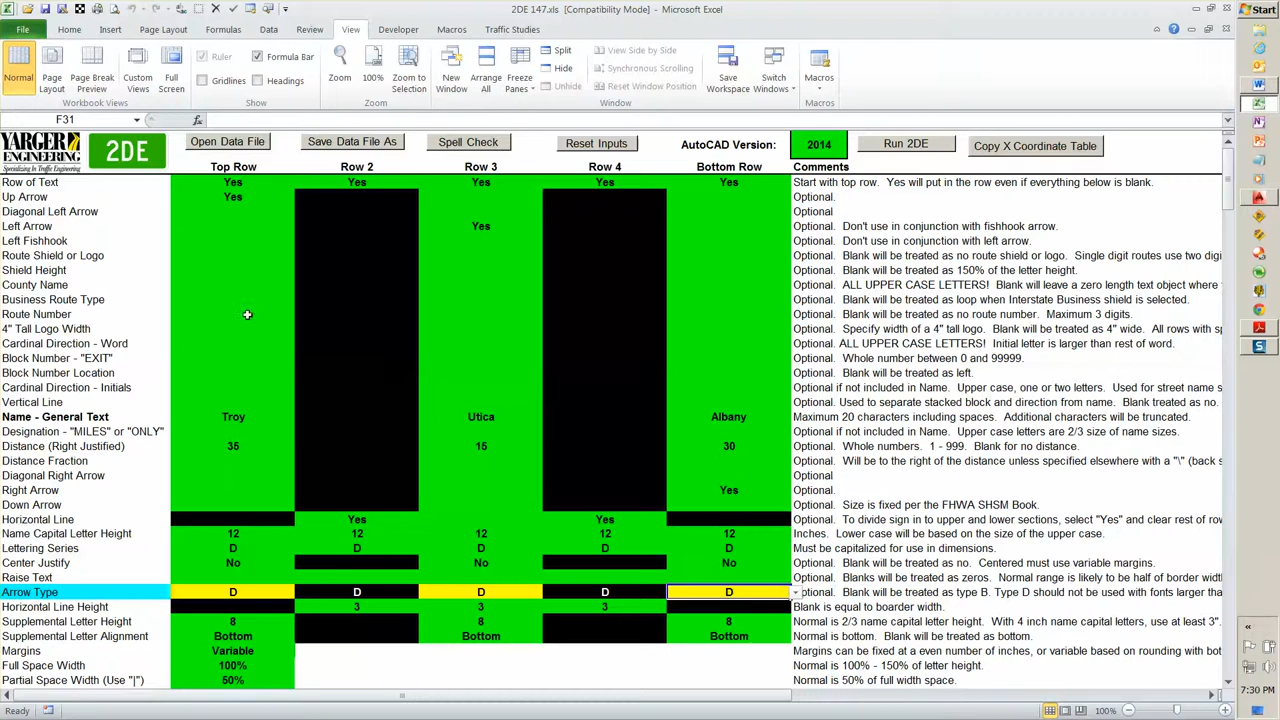 2DE 147.xls [Compatibility Mode] - Microsoft Excel
Start
File Home Insert Page Layout Formulas Data Review View Developer Macros Traffic Studies
Normal
Page Layout
Page Break Preview
Custom Views
Full Screen
Workbook Views
Ruler
Formula Bar
Gridlines
Headings
Show
Zoom
100%
Zoom to Selection
Zoom
New Window
Arrange All
Freeze Panes
Split
Hide
Unhide
View Side by Side
Synchronous Scrolling
Reset Window Position
Window
Save Workspace
Switch Windows
Macros
Macros
F31
fx
YARGER ENGINEERING
Specializing In Traffic Engineering
2DE
Open Data File Save Data File As Spell Check Reset Inputs AutoCAD Version: 2014 Run 2DE Copy X Coordinate Table
Top Row Row 2 Row 3 Row 4 Bottom Row Comments
Row of Text Yes Yes Yes Yes Yes Start with top row. Yes will put in the row even if everything below is blank.
Up Arrow Yes Optional.
Diagonal Left Arrow Optional
Left Arrow Yes Optional. Don't use in conjunction with fishhook arrow.
Left Fishhook Optional. Don't use in conjunction with left arrow.
Route Shield or Logo Optional. Blank will be treated as no route shield or logo. Single digit routes use two digi
Shield Height Optional. Blank will be treated as 150% of the letter height.
County Name Optional. ALL UPPER CASE LETTERS! Blank will leave a zero length text object where
Business Route Type Optional. Blank will be treated as loop when Interstate Business shield is selected.
Route Number Optional. Blank will be treated as no route number. Maximum 3 digits.
4" Tall Logo Width Optional. Specify width of a 4" tall logo. Blank will be treated as 4" wide. All rows with sp
Cardinal Direction - Word Optional. ALL UPPER CASE LETTERS! Initial letter is larger than rest of word.
Block Number - "EXIT" Optional. Whole number between 0 and 99999.
Block Number Location Optional. Blank will be treated as left.
Cardinal Direction - Initials Optional if not included in Name. Upper case, one or two letters. Used for street name s
Vertical Line Optional. Used to separate stacked block and direction from name. Blank treated as no.
Name - General Text Troy Utica Albany Maximum 20 characters including spaces. Additional characters will be truncated.
Designation - "MILES" or "ONLY" Optional if not included in Name. Upper case letters are 2/3 size of name sizes.
Distance (Right Justified) 35 15 30 Optional. Whole numbers. 1 - 999. Blank for no distance.
Distance Fraction Optional. Will be to the right of the distance unless specified elsewhere with a "\" (back s
Diagonal Right Arrow Optional.
Right Arrow Yes Optional.
Down Arrow Optional. Size is fixed per the FHWA SHSM Book.
Horizontal Line Yes Yes Optional. To divide sign in to upper and lower sections, select "Yes" and clear rest of row
Name Capital Letter Height 12 12 12 12 12 Inches. Lower case will be based on the size of the upper case.
Lettering Series D D D D D Must be capitalized for use in dimensions.
Center Justify No No No Optional. Blank will be treated as no. Centered must use variable margins.
Raise Text Optional. Blanks will be treated as zeros. Normal range is likely to be half of border widt
Arrow Type D D D D D Optional. Blank will be treated as type B. Type D should not be used with fonts larger tha
Horizontal Line Height 3 3 3 Blank is equal to boarder width.
Supplemental Letter Height 8 8 8 Normal is 2/3 name capital letter height. With 4 inch name capital letters, use at least 3".
Supplemental Letter Alignment Bottom Bottom Bottom Normal is bottom. Blank will be treated as bottom.
Margins Variable Margins can be fixed at a even number of inches, or variable based on rounding with bot
Full Space Width 100% Normal is 100% - 150% of letter height.
Partial Space Width (Use "|") 50% Normal is 50% of full width space.
Ready
100%
7:30 PM